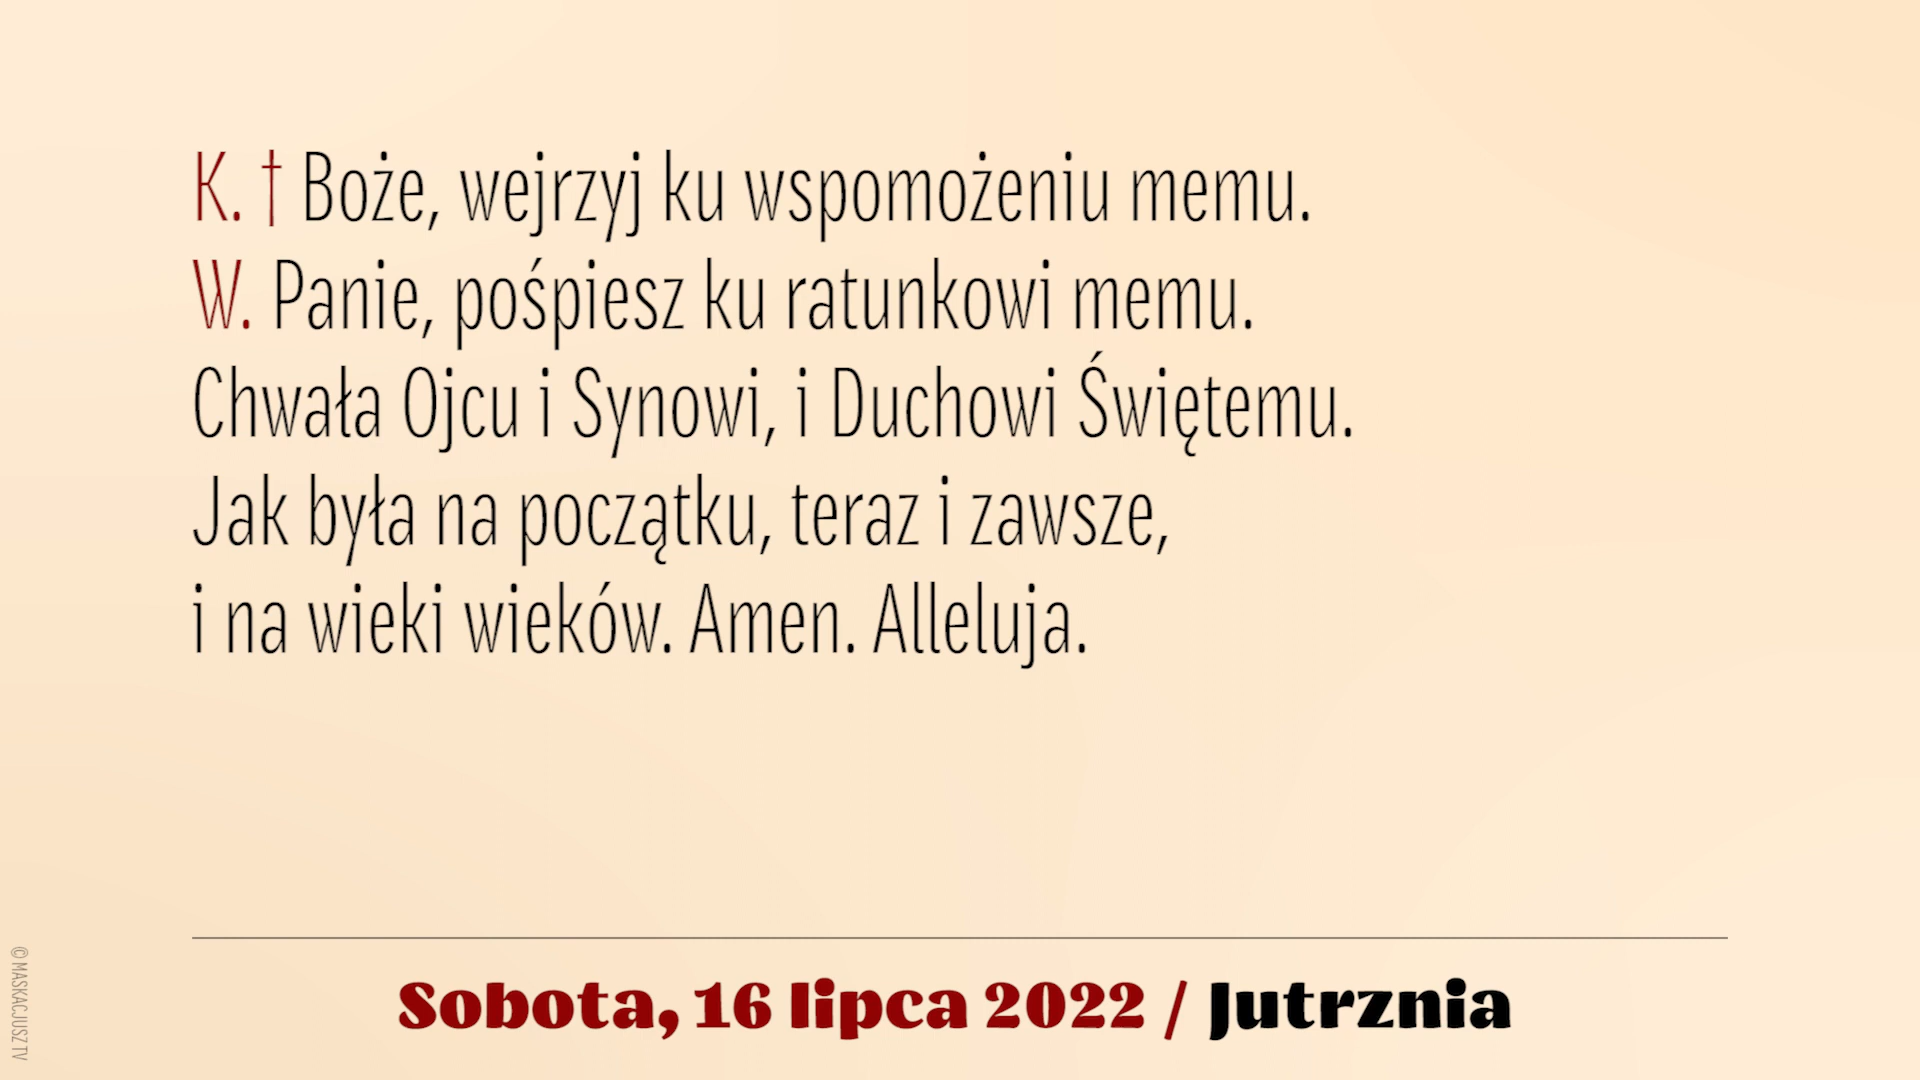 K. † Boże, wejrzyj ku wspomożeniu memu.
W. Panie, pośpiesz ku ratunkowi memu.
Chwała Ojcu i Synowi, i Duchowi Świętemu.
Jak była na początku, teraz i zawsze,
i na wieki wieków. Amen. Alleluja.
Sobota, 16 lipca 2022 / Jutrznia
© MASKACJUSZ TV